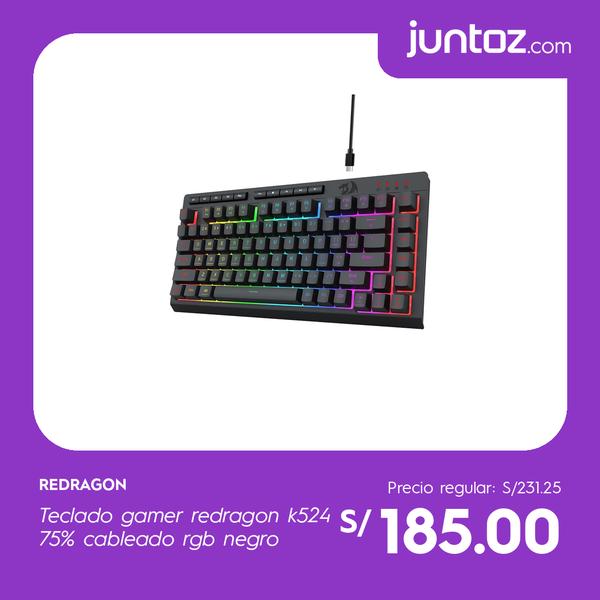 juntoz.com
REDRAGON
Precio regular: S/231.25
Teclado gamer redragon k524
75% cableado rgb negro
S/185.00